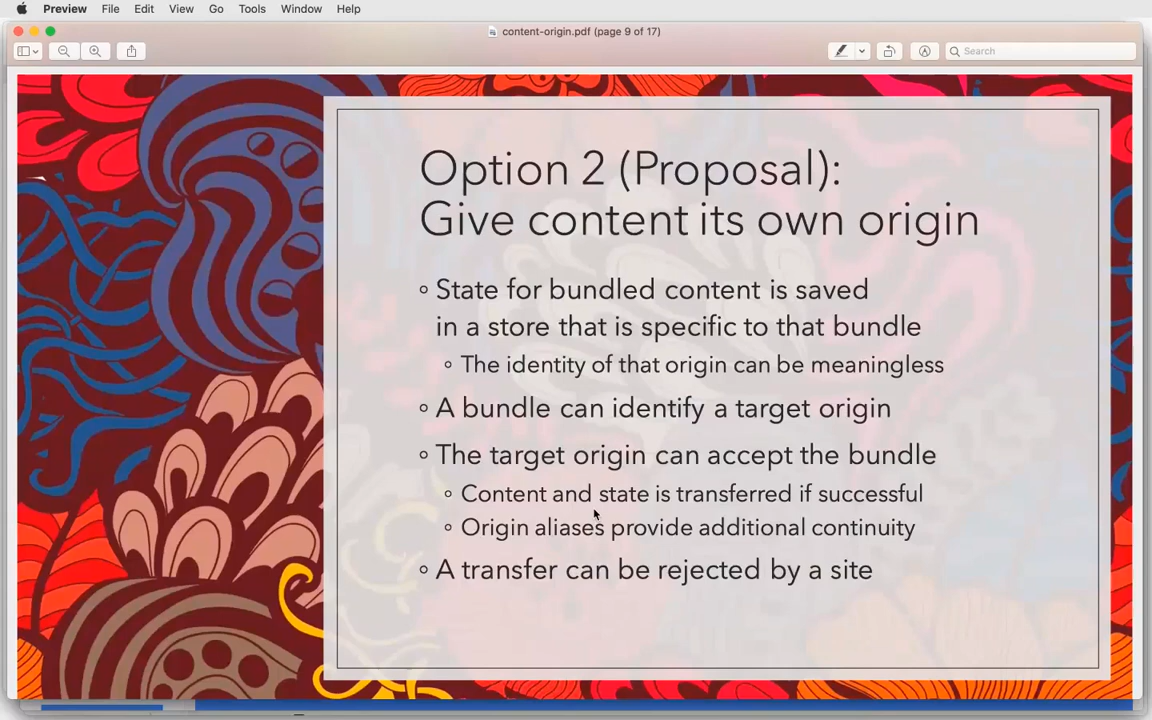 Preview File Edit View Go Tools Window Help
content-origin.pdf (page 9 of 17)
Search
Option 2 (Proposal):
Give content its own origin
◦ State for bundled content is saved
in a store that is specific to that bundle
◦ The identity of that origin can be meaningless
◦ A bundle can identify a target origin
◦ The target origin can accept the bundle
◦ Content and state is transferred if successful
◦ Origin aliases provide additional continuity
◦ A transfer can be rejected by a site